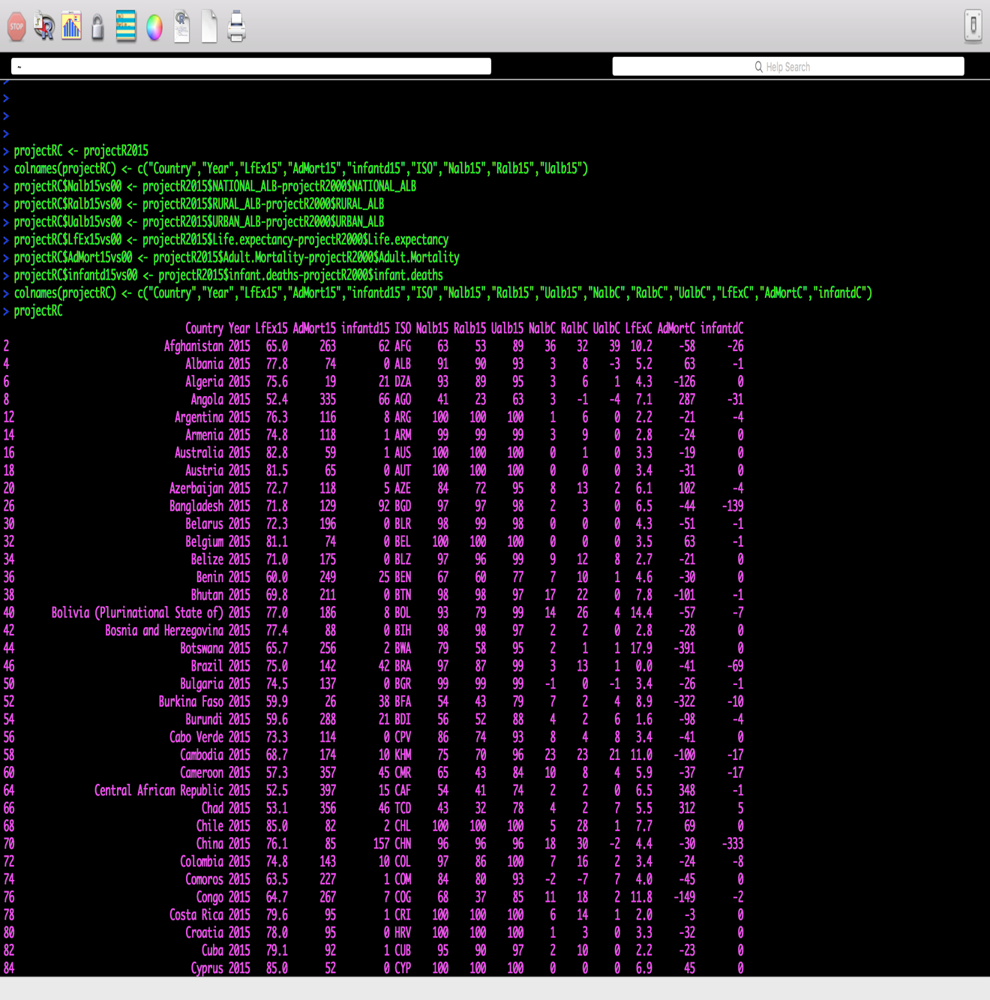 STOP
~
Help Search
>
>
>
>
> projectRC <- projectR2015
> colnames(projectRC) <- c("Country","Year","LfEx15","AdMort15","infantd15","ISO","Nalb15","Ralb15","Ualb15")
> projectRC$Nalb15vs00 <- projectR2015$NATIONAL_ALB-projectR2000$NATIONAL_ALB
> projectRC$Ralb15vs00 <- projectR2015$RURAL_ALB-projectR2000$RURAL_ALB
> projectRC$Ualb15vs00 <- projectR2015$URBAN_ALB-projectR2000$URBAN_ALB
> projectRC$LfEx15vs00 <- projectR2015$Life.expectancy-projectR2000$Life.expectancy
> projectRC$AdMort15vs00 <- projectR2015$Adult.Mortality-projectR2000$Adult.Mortality
> projectRC$infantd15vs00 <- projectR2015$infant.deaths-projectR2000$infant.deaths
> colnames(projectRC) <- c("Country","Year","LfEx15","AdMort15","infantd15","ISO","Nalb15","Ralb15","Ualb15","NalbC","RalbC","UalbC","LfExC","AdMortC","infantdC")
> projectRC
Country Year LfEx15 AdMort15 infantd15 ISO Nalb15 Ralb15 Ualb15 NalbC RalbC UalbC LfExC AdMortC infantdC
2 Afghanistan 2015 65.0 263 62 AFG 63 53 89 36 32 39 10.2 -58 -26
4 Albania 2015 77.8 74 0 ALB 91 90 93 3 8 -3 5.2 63 -1
6 Algeria 2015 75.6 19 21 DZA 93 89 95 3 6 1 4.3 -126 0
8 Angola 2015 52.4 335 66 AGO 41 23 63 3 -1 -4 7.1 287 -31
12 Argentina 2015 76.3 116 8 ARG 100 100 100 1 6 0 2.2 -21 -4
14 Armenia 2015 74.8 118 1 ARM 99 99 99 3 9 0 2.8 -24 0
16 Australia 2015 82.8 59 1 AUS 100 100 100 0 1 0 3.3 -19 0
18 Austria 2015 81.5 65 0 AUT 100 100 100 0 0 0 3.4 -31 0
20 Azerbaijan 2015 72.7 118 5 AZE 84 72 95 8 13 2 6.1 102 -4
26 Bangladesh 2015 71.8 129 92 BGD 97 97 98 2 3 0 6.5 -44 -139
30 Belarus 2015 72.3 196 0 BLR 98 99 98 0 0 0 4.3 -51 -1
32 Belgium 2015 81.1 74 0 BEL 100 100 100 0 0 0 3.5 63 -1
34 Belize 2015 71.0 175 0 BLZ 97 96 99 9 12 8 2.7 -21 0
36 Benin 2015 60.0 249 25 BEN 67 60 77 7 10 1 4.6 -30 0
38 Bhutan 2015 69.8 211 0 BTN 98 98 97 17 22 0 7.8 -101 -1
40 Bolivia (Plurinational State of) 2015 77.0 186 8 BOL 93 79 99 14 26 4 14.4 -57 -7
42 Bosnia and Herzegovina 2015 77.4 88 0 BIH 98 98 97 2 2 0 2.8 -28 0
44 Botswana 2015 65.7 256 2 BWA 79 58 95 2 1 1 17.9 -391 0
46 Brazil 2015 75.0 142 42 BRA 97 87 99 3 13 1 0.0 -41 -69
50 Bulgaria 2015 74.5 137 0 BGR 99 99 99 -1 0 -1 3.4 -26 -1
52 Burkina Faso 2015 59.9 26 38 BFA 54 43 79 7 2 4 8.9 -322 -10
54 Burundi 2015 59.6 288 21 BDI 56 52 88 4 2 6 1.6 -98 -4
56 Cabo Verde 2015 73.3 114 0 CPV 86 74 93 8 4 8 3.4 -41 0
58 Cambodia 2015 68.7 174 10 KHM 75 70 96 23 23 21 11.0 -100 -17
60 Cameroon 2015 57.3 357 45 CMR 65 43 84 10 8 4 5.9 -37 -17
64 Central African Republic 2015 52.5 397 15 CAF 54 41 74 2 2 0 6.5 348 -1
66 Chad 2015 53.1 356 46 TCD 43 32 78 4 2 7 5.5 312 5
68 Chile 2015 85.0 82 2 CHL 100 100 100 5 28 1 7.7 69 0
70 China 2015 76.1 85 157 CHN 96 96 96 18 30 -2 4.4 -30 -333
72 Colombia 2015 74.8 143 10 COL 97 86 100 7 16 2 3.4 -24 -8
74 Comoros 2015 63.5 227 1 COM 84 80 93 -2 -7 7 4.0 -45 0
76 Congo 2015 64.7 267 7 COG 68 37 85 11 18 2 11.8 -149 -2
78 Costa Rica 2015 79.6 95 1 CRI 100 100 100 6 14 1 2.0 -3 0
80 Croatia 2015 78.0 95 0 HRV 100 100 100 1 3 0 3.3 -32 0
82 Cuba 2015 79.1 92 1 CUB 95 90 97 2 10 0 2.2 -23 0
84 Cyprus 2015 85.0 52 0 CYP 100 100 100 0 0 0 6.9 45 0